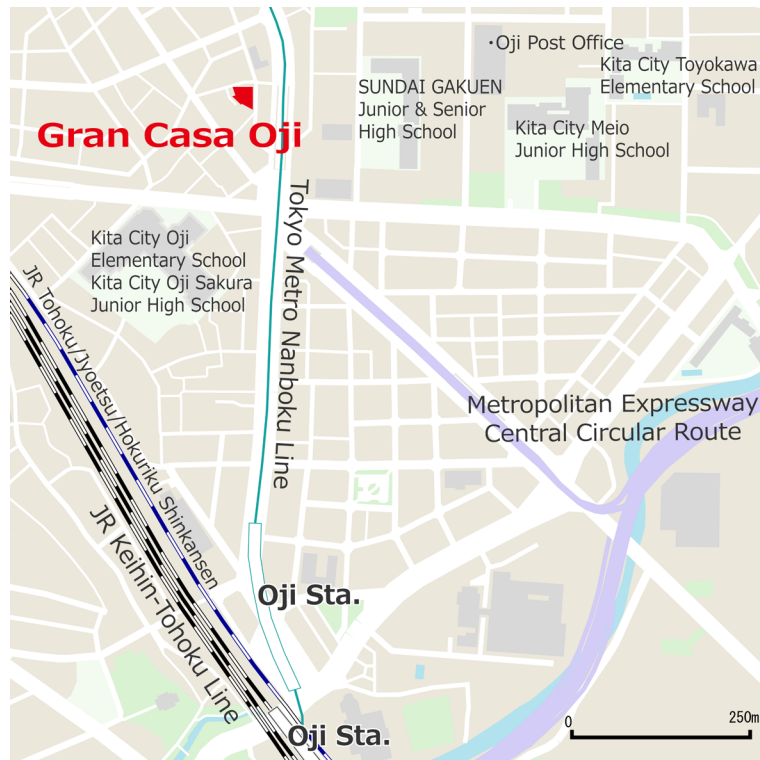 Oji Post Office
Kita City Toyokawa
Elementary School
SUNDAI GAKUEN
Junior & Senior
High School
Kita City Meio
Junior High School
Gran Casa Oji
Tokyo Metro Nanboku Line
Kita City Oji
Elementary School
Kita City Oji Sakura
Junior High School
JR Tohoku/Jyoetsu/Hokuriku Shinkansen
Metropolitan Expressway
Central Circular Route
JR Keihin-Tohoku Line
Oji Sta.
Oji Sta.
0
250m